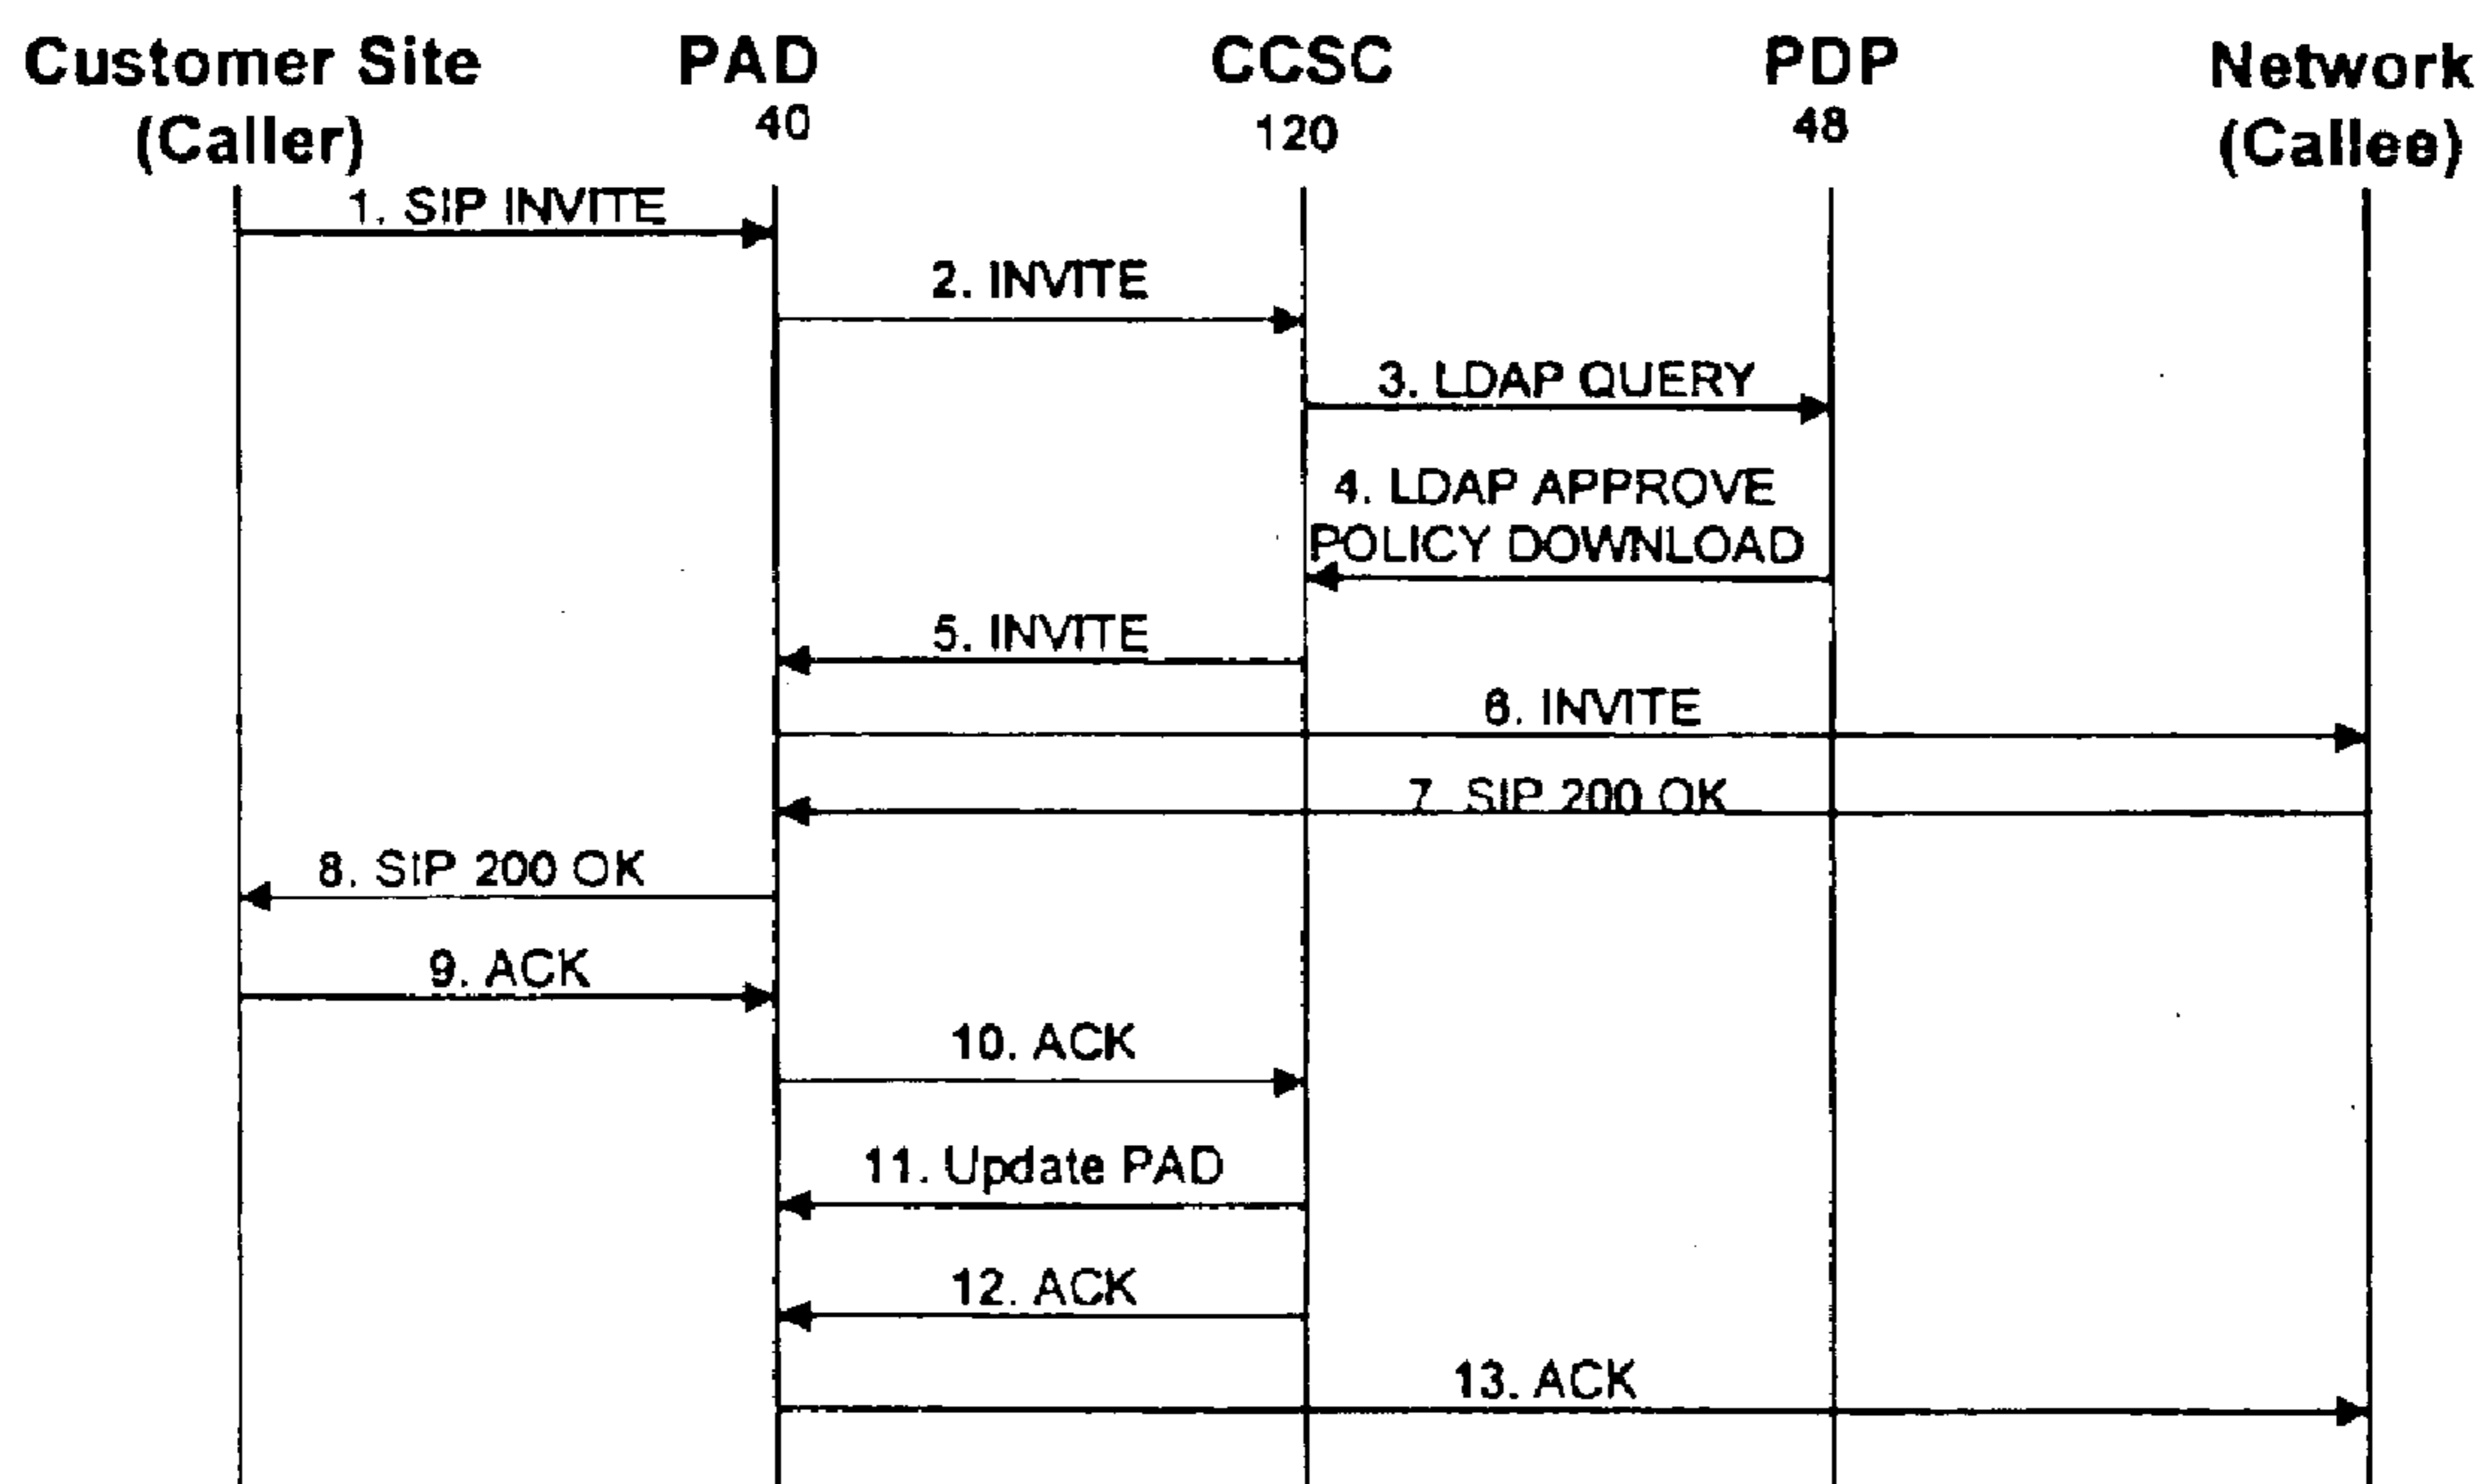 Customer Site
(Caller)
PAD
40
CCSC
120
PDP
48
Network
(Callee)
1. SIP INVITE
2. INVITE
3. LDAP QUERY
4. LDAP APPROVE
POLICY DOWNLOAD
5. INVITE
6. INVITE
7. SIP 200 OK
8. SIP 200 OK
9. ACK
10. ACK
11. Update PAD
12. ACK
13. ACK